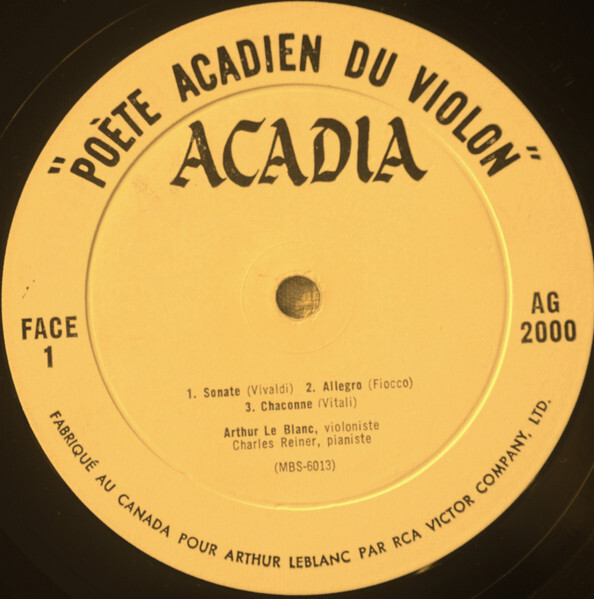 "POÈTE ACADIEN DU VIOLON"
ACADIA
FACE
1
AG
2000
1. Sonate (Vivaldi) 2. Allegro (Fiocco)
3. Chaconne (Vitali)
Arthur Le Blanc, violoniste
Charles Reiner, pianiste
(MBS-6013)
FABRIQUÉ AU CANADA POUR ARTHUR LEBLANC PAR RCA VICTOR COMPANY, LTD.